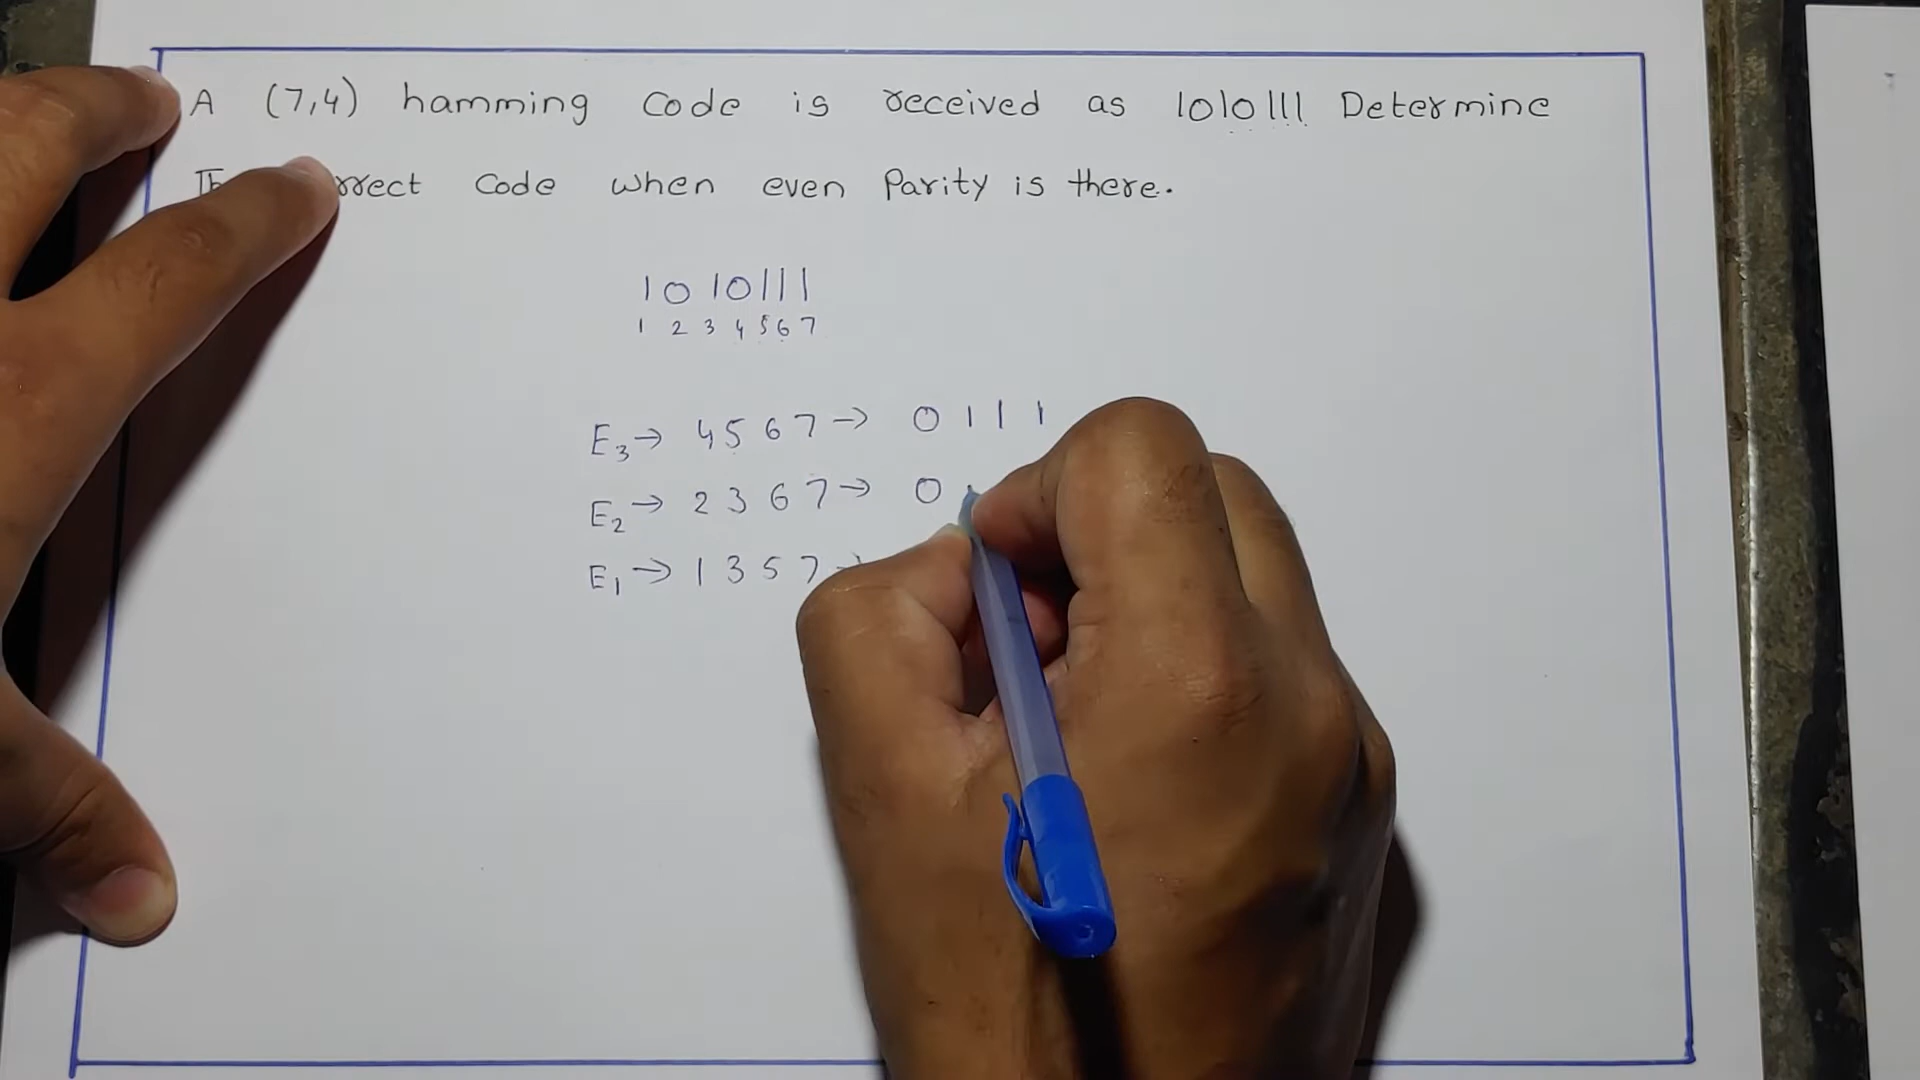 A (7,4) hamming Code is received as 1010111 Determine
rrect Code when even Parity is there.
1010111
1 2 3 4 5 6 7
E3→ 4 5 6 7 → 0 1 1 1
E2→ 2 3 6 7 → 0
E1→ 1 3 5 7